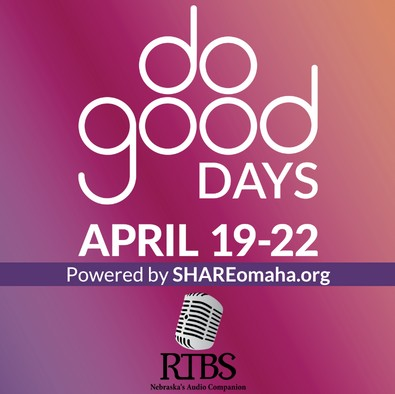 do
good
DAYS
APRIL 19-22
Powered by SHAREomaha.org
RTBS
Nebraska's Audio Companion